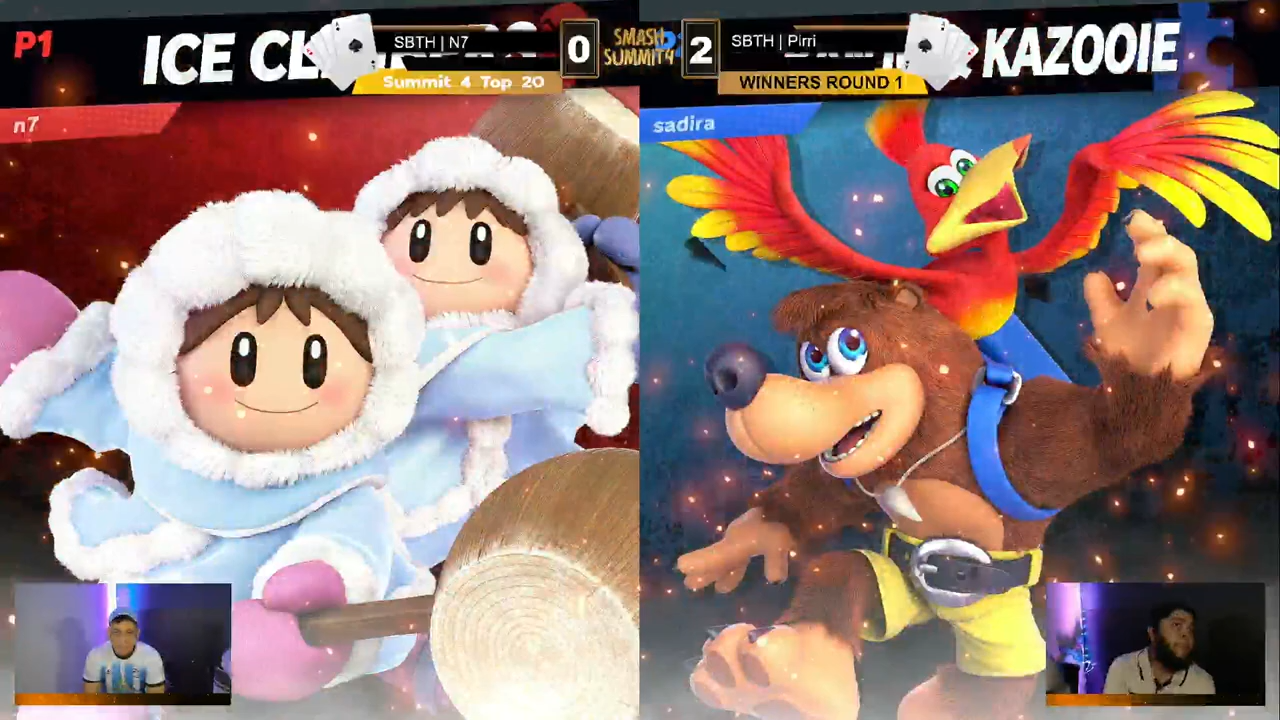 P1
ICE CL
SBTH | N7
0
SMASH
SUMMIT 4
2
SBTH | Pirri
KAZOOIE
Summit 4 Top 20
WINNERS ROUND 1
n7
sadira